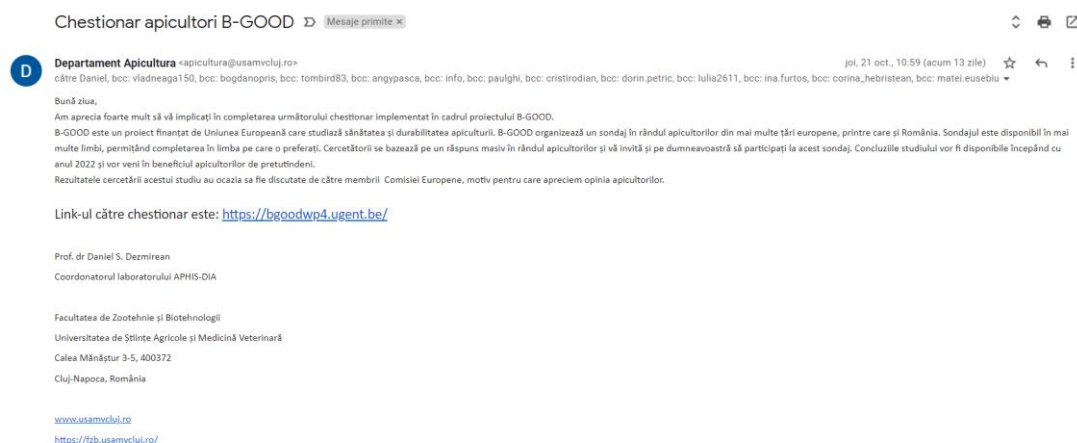 Chestionar apicultori B-GOOD Mesaje primite ×
D
Departament Apicultura <apicultura@usamvcluj.ro>
joi, 21 oct., 10:59 (acum 13 zile)
către Daniel, bcc: vladneaga150, bcc: bogdanopris, bcc: tombird83, bcc: angypasca, bcc: info, bcc: paulghi, bcc: cristirodian, bcc: dorin.petric, bcc: Iulia2611, bcc: ina.furtos, bcc: corina_hebristean, bcc: matei.eusebiu
Bună ziua,
Am aprecia foarte mult să vă implicați în completarea următorului chestionar implementat în cadrul proiectului B-GOOD.
B-GOOD este un proiect finanțat de Uniunea Europeană care studiază sănătatea și durabilitatea apiculturii. B-GOOD organizează un sondaj în rândul apicultorilor din mai multe țări europene, printre care și România. Sondajul este disponibil în mai
multe limbi, permițând completarea în limba pe care o preferați. Cercetătorii se bazează pe un răspuns masiv în rândul apicultorilor și vă invită și pe dumneavoastră să participați la acest sondaj. Concluziile studiului vor fi disponibile începând cu
anul 2022 și vor veni în beneficiul apicultorilor de pretutindeni.
Rezultatele cercetării acestui studiu au ocazia sa fie discutate de către membrii Comisiei Europene, motiv pentru care apreciem opinia apicultorilor.
Link-ul către chestionar este: https://bgoodwp4.ugent.be/
Prof. dr Daniel S. Dezmirean
Coordonatorul laboratorului APHIS-DIA
Facultatea de Zootehnie și Biotehnologii
Universitatea de Științe Agricole și Medicină Veterinară
Calea Mănăștur 3-5, 400372
Cluj-Napoca, România
www.usamvcluj.ro
https://fzb.usamvcluj.ro/